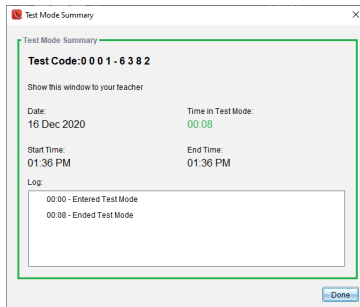 Test Mode Summary
Test Mode Summary
Test Code:0 0 0 1 - 6 3 8 2
Show this window to your teacher
Date:
16 Dec 2020
Time in Test Mode:
00:08
Start Time:
01:36 PM
End Time:
01:36 PM
Log:
00:00 - Entered Test Mode
00:08 - Ended Test Mode
Done